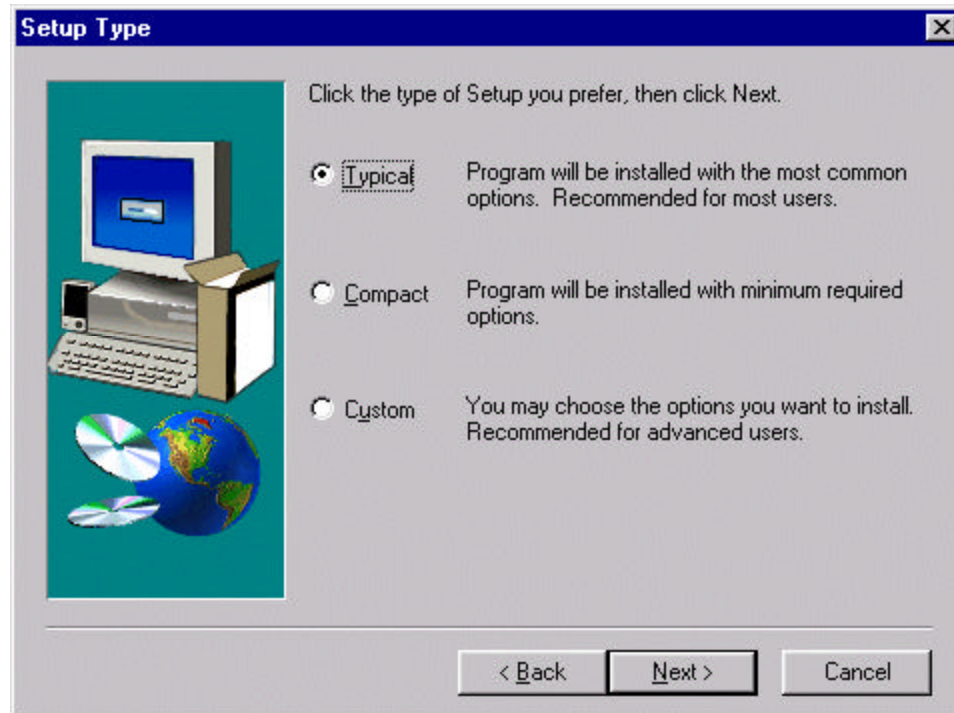 Setup Type
Click the type of Setup you prefer, then click Next.
Typical
Program will be installed with the most common
options.  Recommended for most users.
Compact
Program will be installed with minimum required
options.
Custom
You may choose the options you want to install.
Recommended for advanced users.
< Back
Next >
Cancel